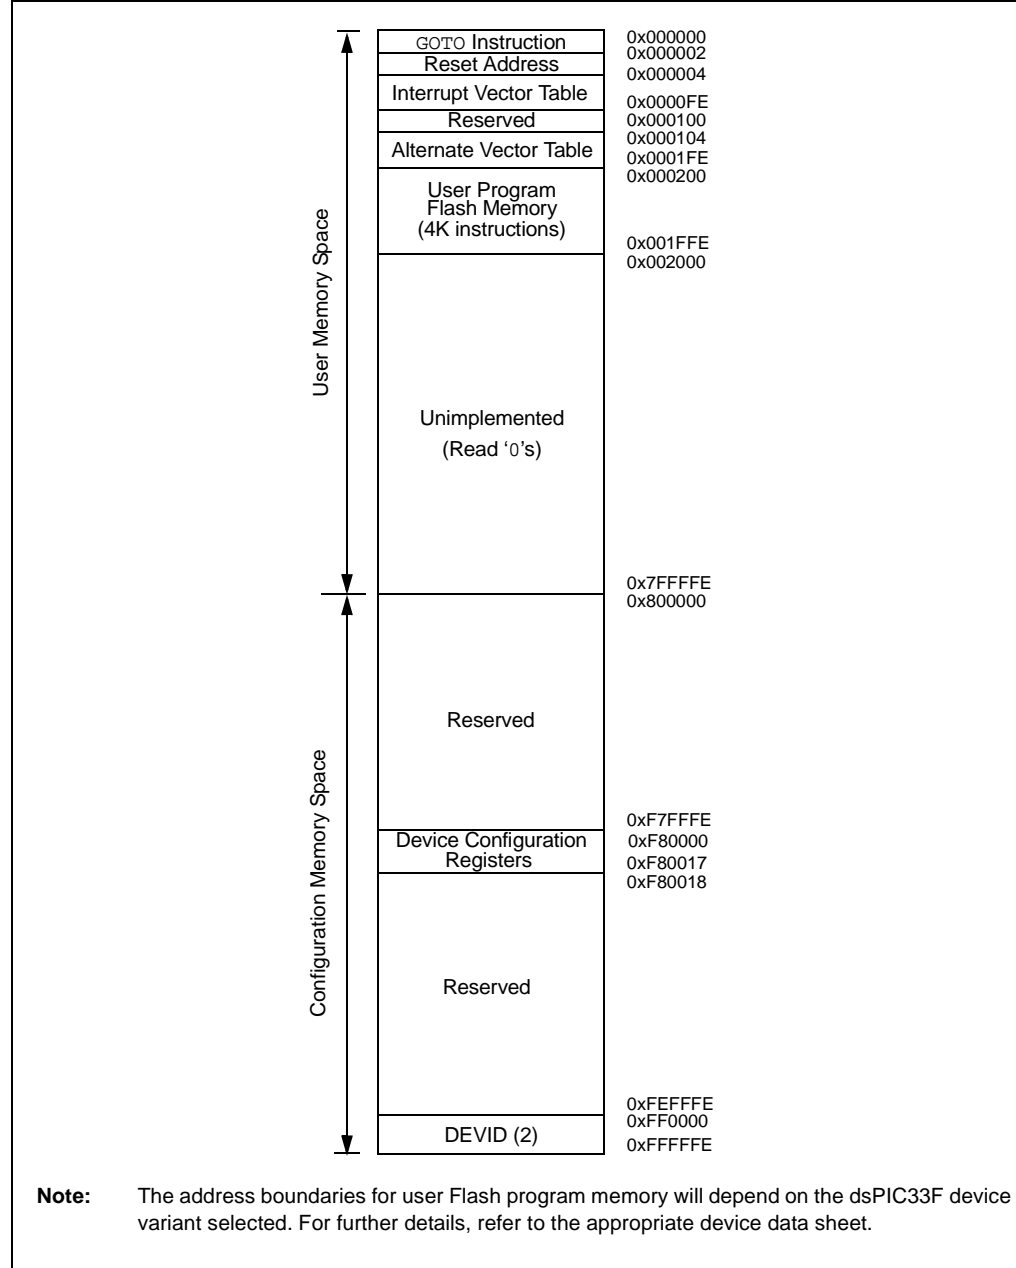 GOTO Instruction
0x000000
0x000002
Reset Address
0x000004
Interrupt Vector Table
0x0000FE
Reserved
0x000100
0x000104
Alternate Vector Table
0x0001FE
0x000200
User Program
Flash Memory
(4K instructions)
0x001FFE
0x002000
User Memory Space
Unimplemented
(Read ‘0’s)
0x7FFFFE
0x800000
Reserved
0xF7FFFE
Device Configuration
Registers
0xF80000
0xF80017
0xF80018
Configuration Memory Space
Reserved
0xFEFFFE
0xFF0000
DEVID (2)
0xFFFFFE
Note: The address boundaries for user Flash program memory will depend on the dsPIC33F device
variant selected. For further details, refer to the appropriate device data sheet.